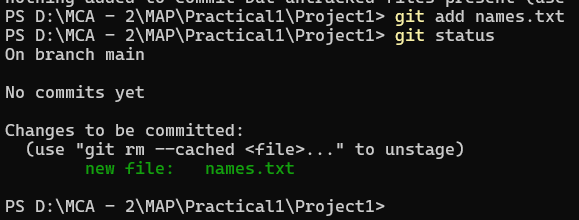 nothing added to commit but untracked files present (use
PS D:\MCA - 2\MAP\Practical1\Project1> git add names.txt
PS D:\MCA - 2\MAP\Practical1\Project1> git status
On branch main
No commits yet
Changes to be committed:
  (use "git rm --cached <file>..." to unstage)
        new file:   names.txt
PS D:\MCA - 2\MAP\Practical1\Project1>